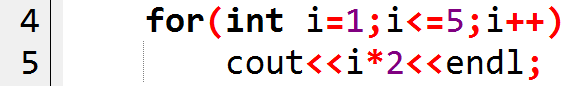 4 for(int i=1;i<=5;i++)
5 cout<<i*2<<endl;